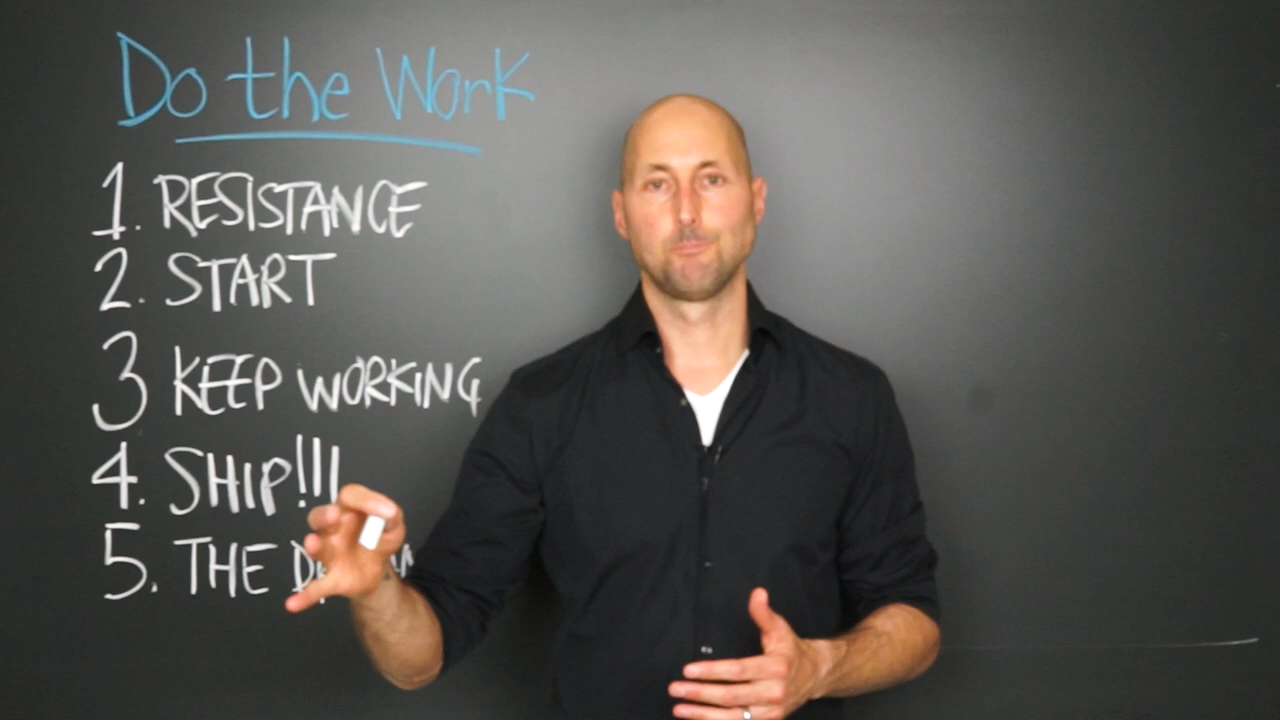 Do the Work
1. RESISTANCE
2. START
3 KEEP WORKING
4. SHIP!!!
5. THE